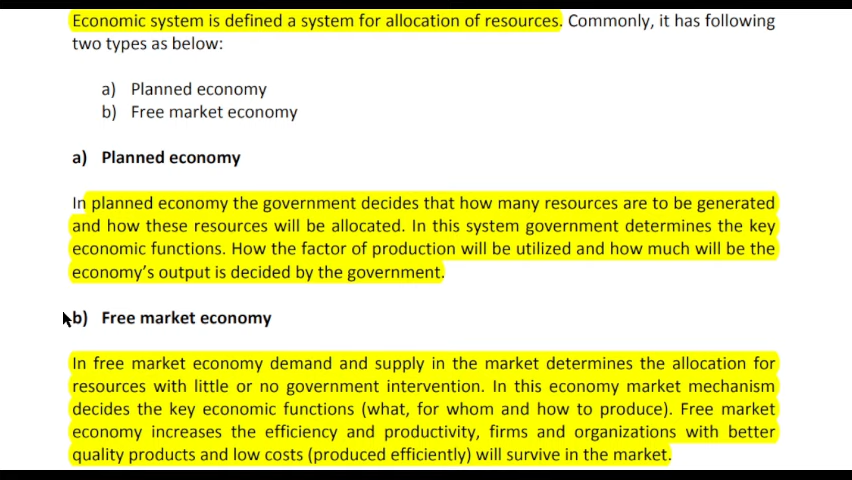 Economic system is defined a system for allocation of resources. Commonly, it has following
two types as below:
a) Planned economy
b) Free market economy
a) Planned economy
In planned economy the government decides that how many resources are to be generated
and how these resources will be allocated. In this system government determines the key
economic functions. How the factor of production will be utilized and how much will be the
economy’s output is decided by the government.
b) Free market economy
In free market economy demand and supply in the market determines the allocation for
resources with little or no government intervention. In this economy market mechanism
decides the key economic functions (what, for whom and how to produce). Free market
economy increases the efficiency and productivity, firms and organizations with better
quality products and low costs (produced efficiently) will survive in the market.